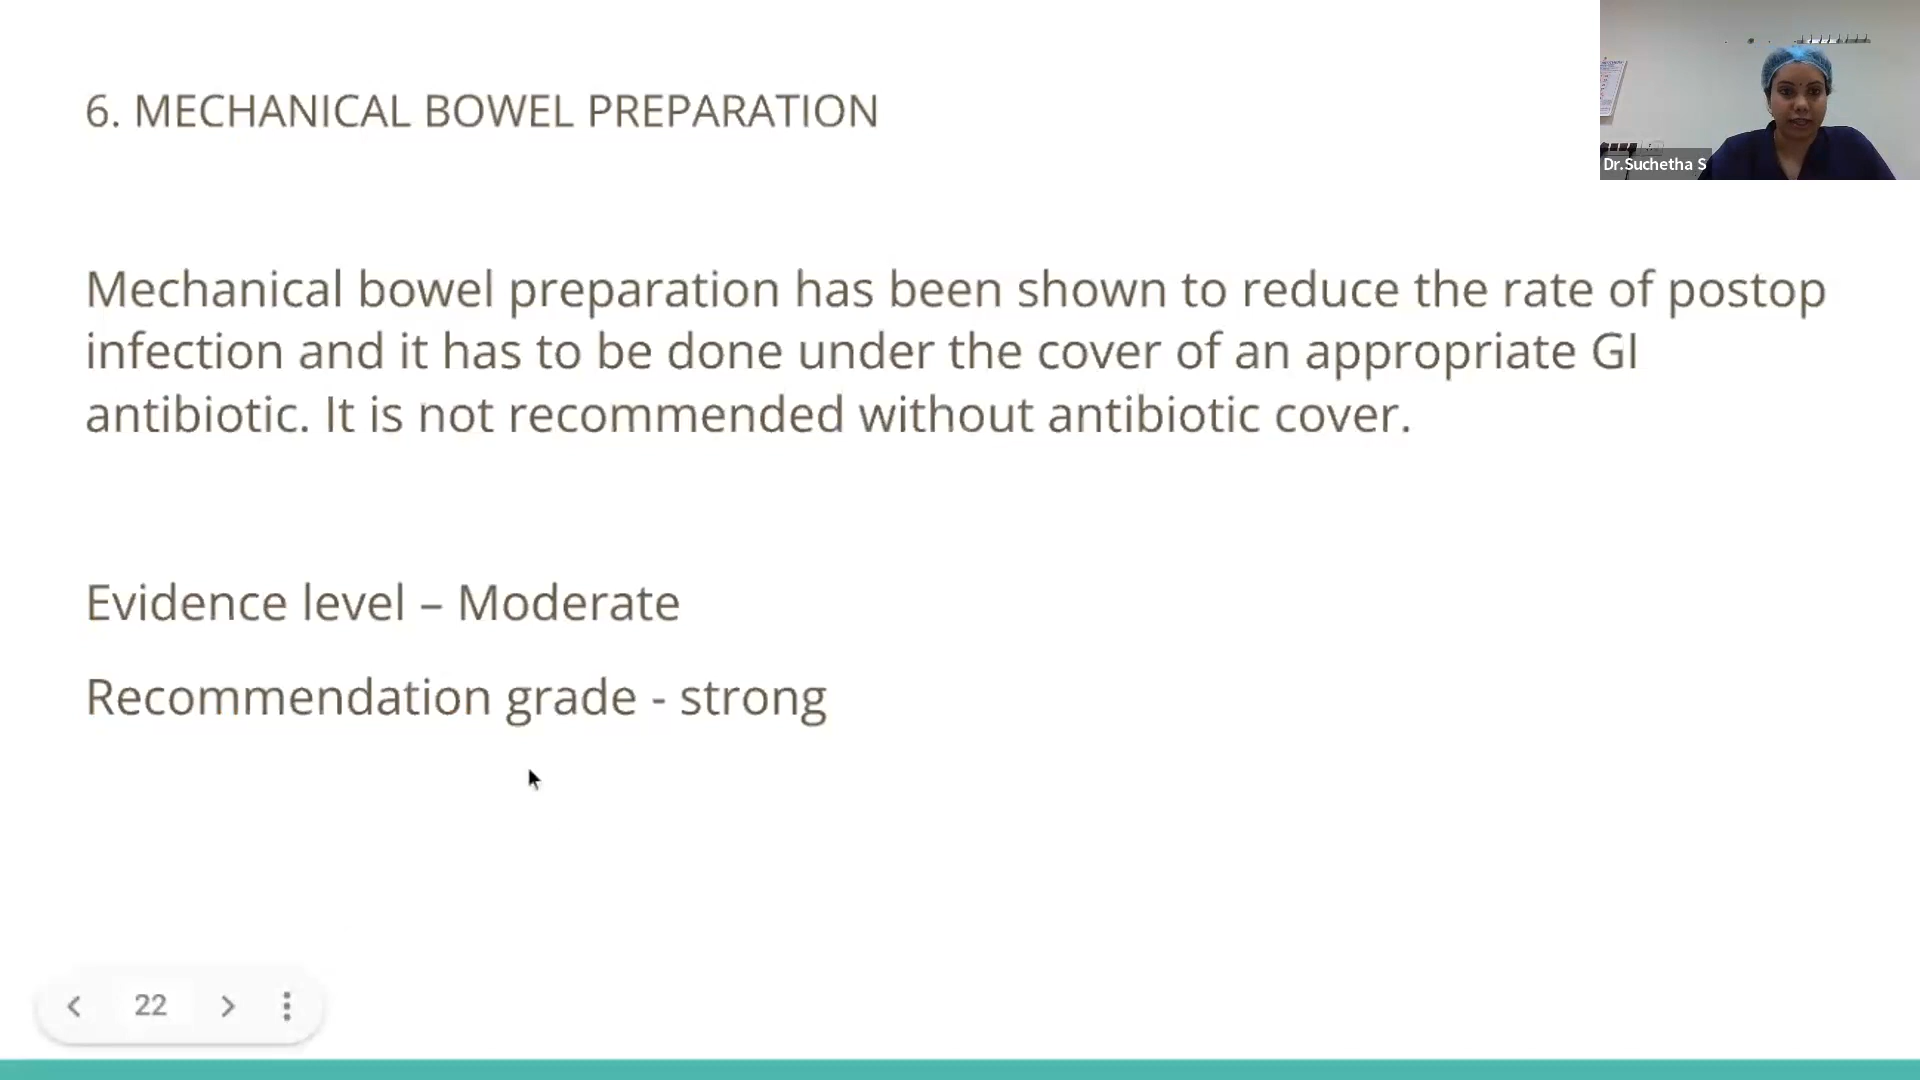 6. MECHANICAL BOWEL PREPARATION
Dr.Suchetha S
Mechanical bowel preparation has been shown to reduce the rate of postop
infection and it has to be done under the cover of an appropriate GI
antibiotic. It is not recommended without antibiotic cover.
Evidence level – Moderate
Recommendation grade - strong
22